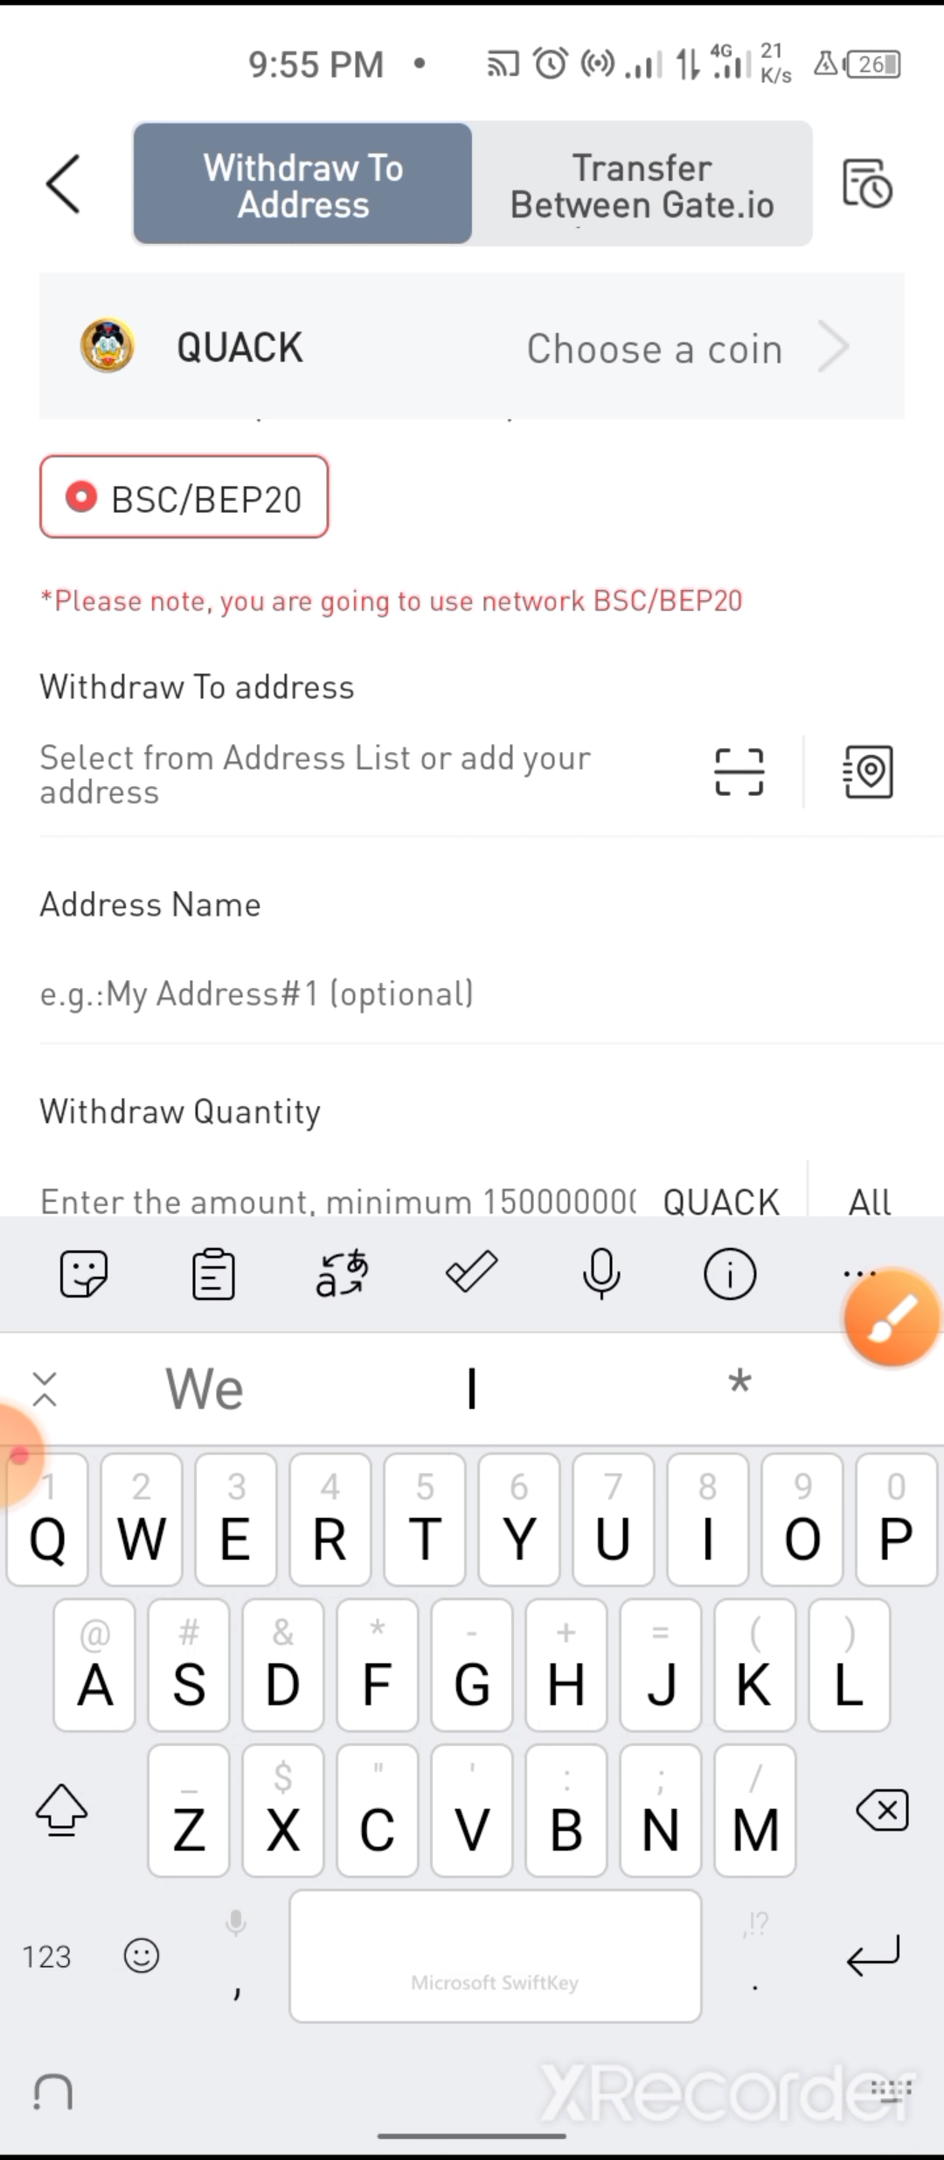 9:55 PM
4G
21
K/s
26
Withdraw To
Address
Transfer
Between Gate.io
QUACK
Choose a coin
BSC/BEP20
*Please note, you are going to use network BSC/BEP20
Withdraw To address
Select from Address List or add your
address
Address Name
e.g.:My Address#1 (optional)
Withdraw Quantity
Enter the amount, minimum 15000000( QUACK All
We I *
1 2 3 4 5 6 7 8 9 0
Q W E R T Y U I O P
@ # & * - + = ( )
A S D F G H J K L
_ $ " ' : ; /
Z X C V B N M
,!?
123 , Microsoft SwiftKey .
XRecorder